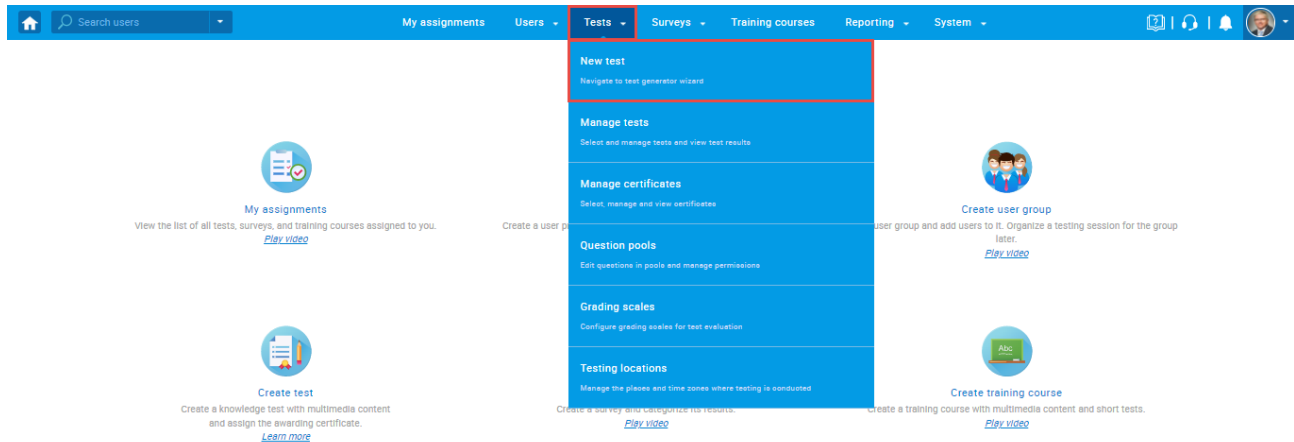 Search users My assignments Users Tests Surveys Training courses Reporting System
New test
Navigate to test generator wizard
Manage tests
Select and manage tests and view test results
Manage certificates
Select, manage and view certificates
Question pools
Edit questions in pools and manage permissions
Grading scales
Configure grading scales for test evaluation
Testing locations
Manage the places and time zones where testing is conducted
My assignments
View the list of all tests, surveys, and training courses assigned to you.
Play video
Create a user
Create user group
user group and add users to it. Organize a testing session for the group
later.
Play video
Create test
Create a knowledge test with multimedia content
and assign the awarding certificate.
Learn more
Create a survey and categorize its results.
Play video
Abc
Create training course
Create a training course with multimedia content and short tests.
Play video